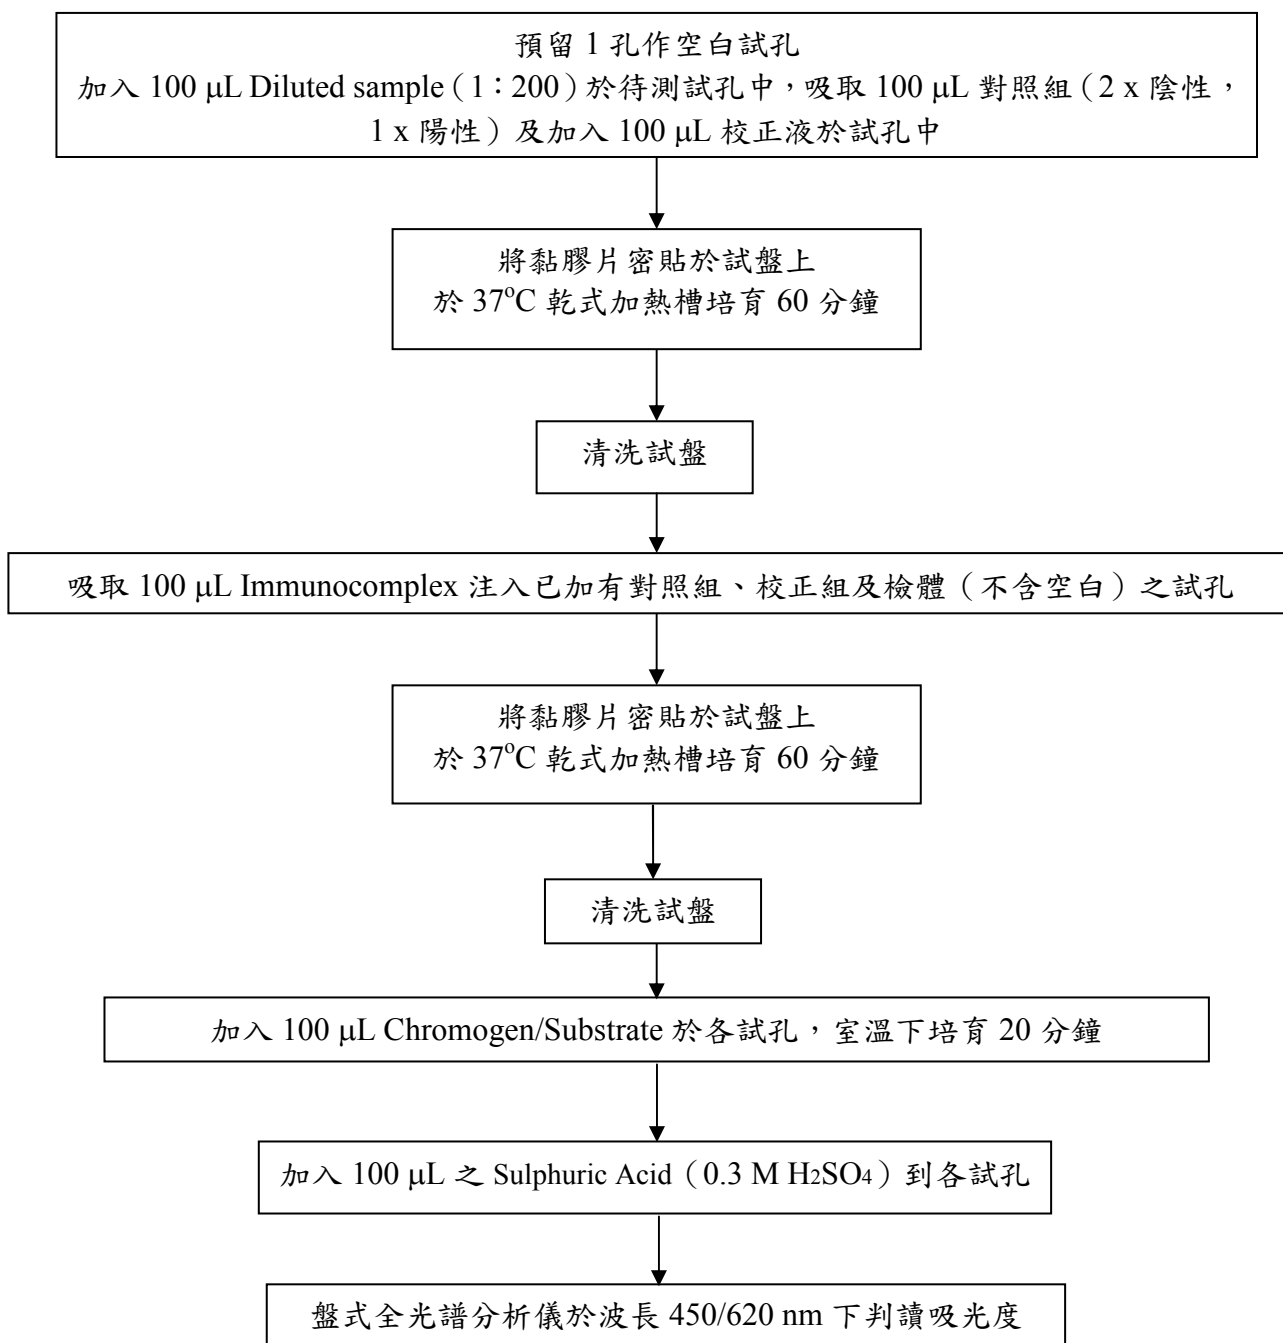 預留 1 孔作空白試孔
加入 100 μL Diluted sample（1：200）於待測試孔中，吸取 100 μL 對照組（2 x 陰性，
1 x 陽性）及加入 100 μL 校正液於試孔中
將黏膠片密貼於試盤上
於 37°C 乾式加熱槽培育 60 分鐘
清洗試盤
吸取 100 μL Immunocomplex 注入已加有對照組、校正組及檢體（不含空白）之試孔
將黏膠片密貼於試盤上
於 37°C 乾式加熱槽培育 60 分鐘
清洗試盤
加入 100 μL Chromogen/Substrate 於各試孔，室溫下培育 20 分鐘
加入 100 μL 之 Sulphuric Acid（0.3 M H2SO4）到各試孔
盤式全光譜分析儀於波長 450/620 nm 下判讀吸光度